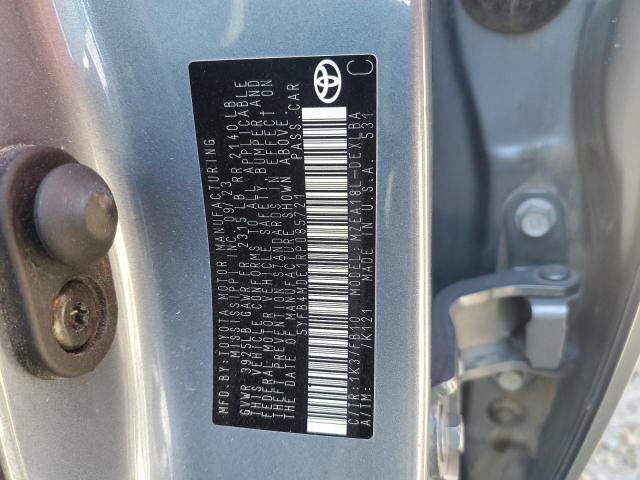 MFD.BY: TOYOTA MOTOR MANUFACTURING
MISSISSIPPI, INC. 09/23
GVWR 3925LB GAWR FR 2315LB RR 2140LB
THIS VEHICLE CONFORMS TO ALL APPLICABLE
FEDERAL MOTOR VEHICLE SAFETY, BUMPER, AND
THEFT PREVENTION STANDARDS IN EFFECT ON
THE DATE OF MANUFACTURE SHOWN ABOVE.
5YFB4MDE1RP085721 PASS. CAR
C/TR: 1K3/FB10 MODEL: MZEA18L-DEXLBA
A/TM: /K121 MADE IN U.S.A. 531
C